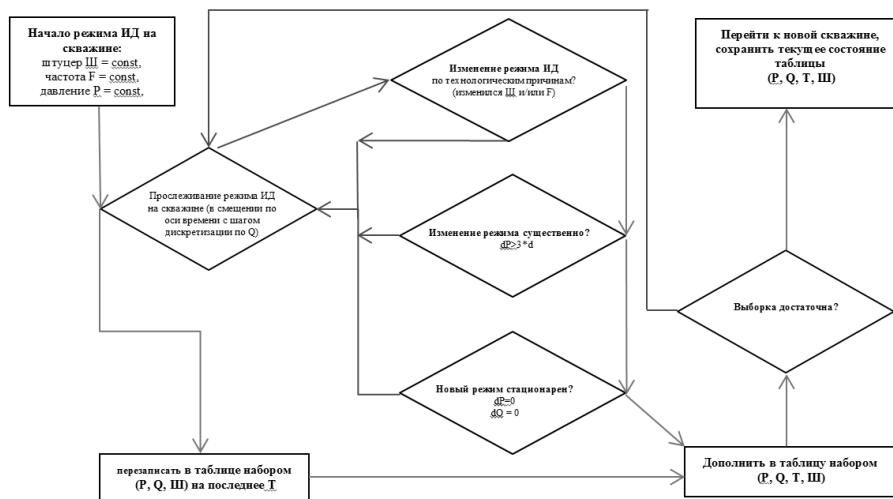 Начало режима ИД на
скважине:
штуцер Ш = const,
частота F = const,
давление P = const,
Изменение режима ИД
по технологическим причинам?
(изменился Ш и/или F)
Перейти к новой скважине,
сохранить текущее состояние
таблицы
(P, Q, T, Ш)
Прослеживание режима ИД
на скважине (в смещении по
оси времени с шагом
дискретизации по Q)
Изменение режима существенно?
dP>3*d
Выборка достаточна?
Новый режим стационарен?
dP=0
dQ = 0
перезаписать в таблице набором
(P, Q, Ш) на последнее T
Дополнить в таблицу набором
(P, Q, T, Ш)